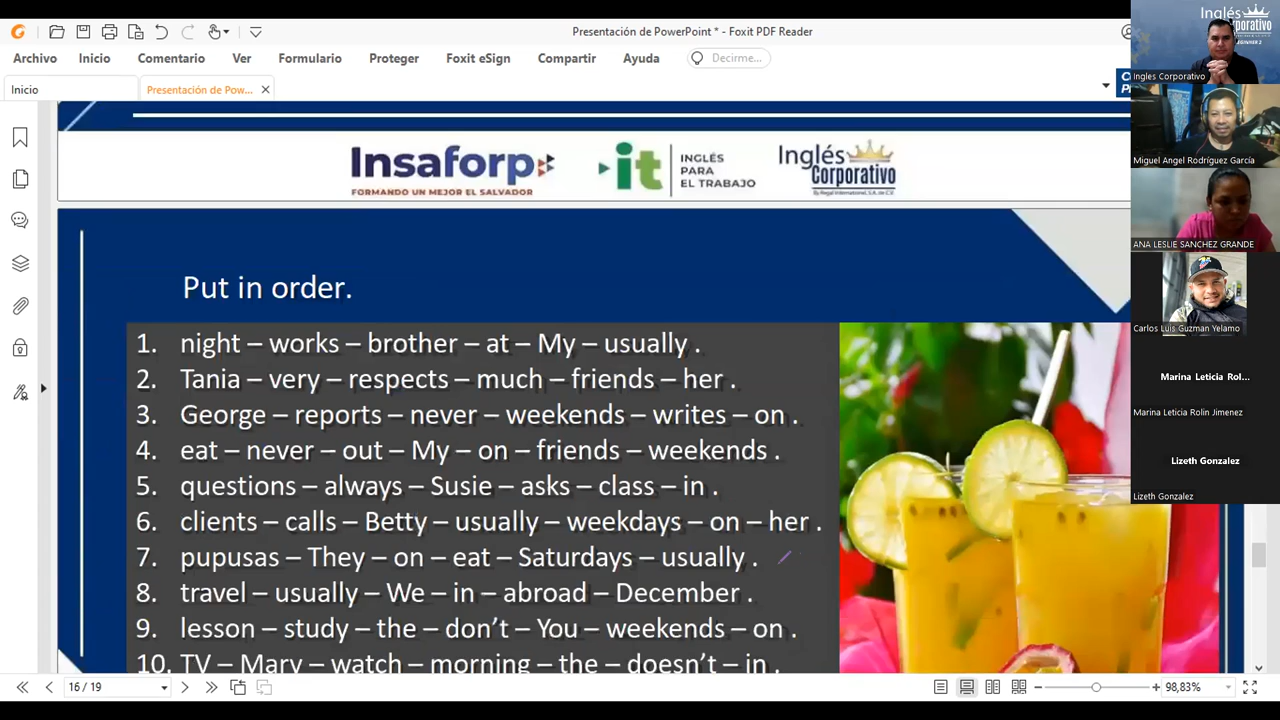 Presentación de PowerPoint * - Foxit PDF Reader
Archivo Inicio Comentario Ver Formulario Proteger Foxit eSign Compartir Ayuda Decirme...
Inicio Presentación de Pow...
Insaforp
FORMANDO UN MEJOR EL SALVADOR
it
INGLÉS
PARA
EL TRABAJO
Inglés
Corporativo
By Regal International, S.A. de C.V.
Put in order.
1. night – works – brother – at – My – usually .
2. Tania – very – respects – much – friends – her .
3. George – reports – never – weekends – writes – on .
4. eat – never – out – My – on – friends – weekends .
5. questions – always – Susie – asks – class – in .
6. clients – calls – Betty – usually – weekdays – on – her .
7. pupusas – They – on – eat – Saturdays – usually .
8. travel – usually – We – in – abroad – December .
9. lesson – study – the – don’t – You – weekends – on .
10. TV – Mary – watch – morning – the – doesn’t – in .
16 / 19
98,83%
Inglés
Ingles Corporativo
Miguel Angel Rodríguez García
ANA LESLIE SANCHEZ GRANDE
Carlos Luis Guzman Yelamo
Marina Leticia Rol...
Marina Leticia Rolin Jimenez
Lizeth Gonzalez
Lizeth Gonzalez